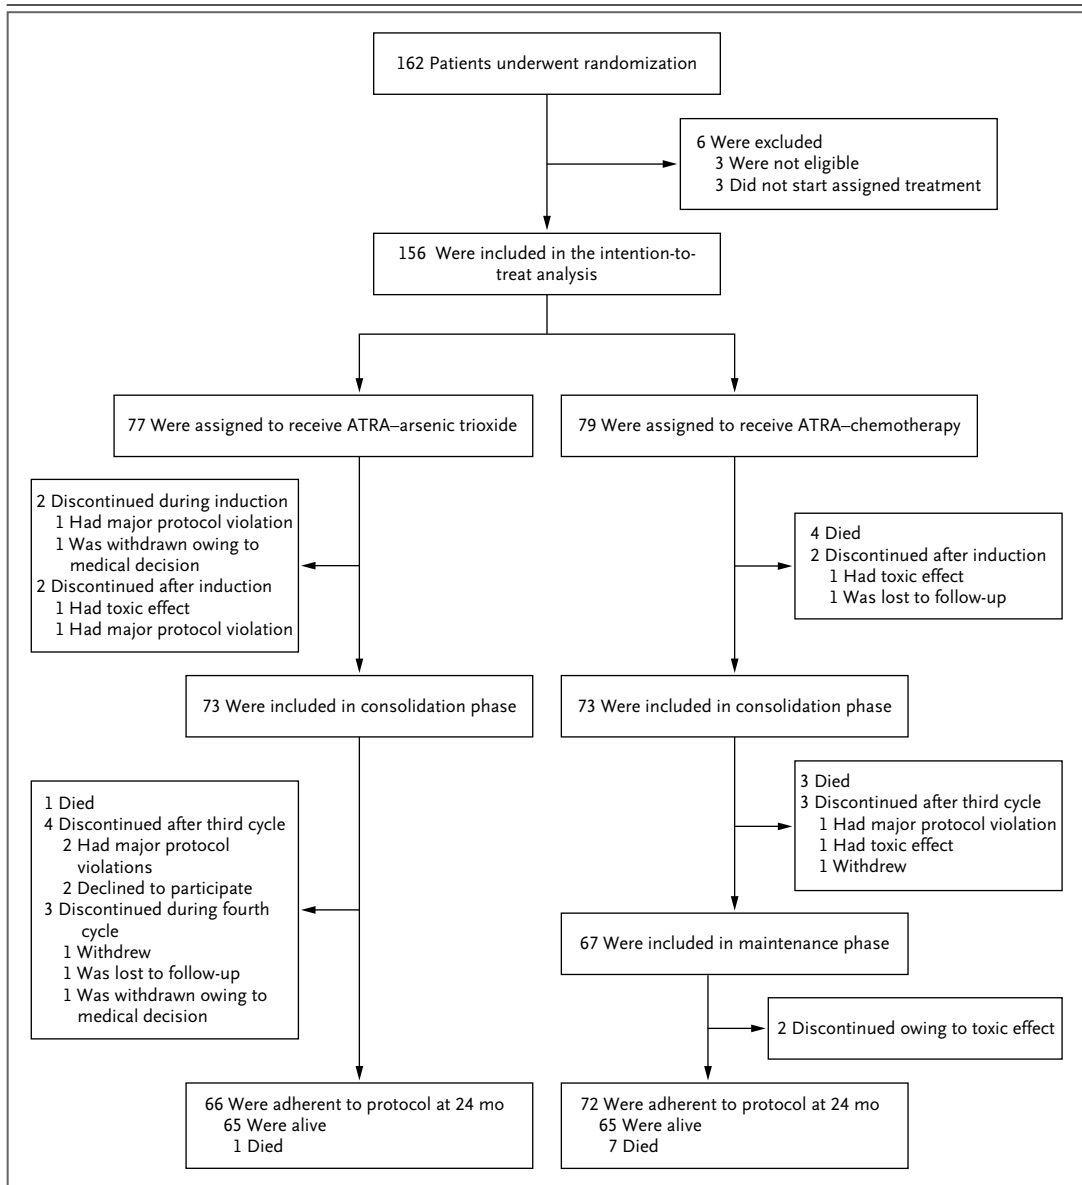 162 Patients underwent randomization
6 Were excluded
3 Were not eligible
3 Did not start assigned treatment
156 Were included in the intention-to-
treat analysis
77 Were assigned to receive ATRA–arsenic trioxide
79 Were assigned to receive ATRA–chemotherapy
2 Discontinued during induction
1 Had major protocol violation
1 Was withdrawn owing to
medical decision
2 Discontinued after induction
1 Had toxic effect
1 Had major protocol violation
4 Died
2 Discontinued after induction
1 Had toxic effect
1 Was lost to follow-up
73 Were included in consolidation phase
73 Were included in consolidation phase
1 Died
4 Discontinued after third cycle
2 Had major protocol
violations
2 Declined to participate
3 Discontinued during fourth
cycle
1 Withdrew
1 Was lost to follow-up
1 Was withdrawn owing to
medical decision
3 Died
3 Discontinued after third cycle
1 Had major protocol violation
1 Had toxic effect
1 Withdrew
67 Were included in maintenance phase
2 Discontinued owing to toxic effect
66 Were adherent to protocol at 24 mo
65 Were alive
1 Died
72 Were adherent to protocol at 24 mo
65 Were alive
7 Died